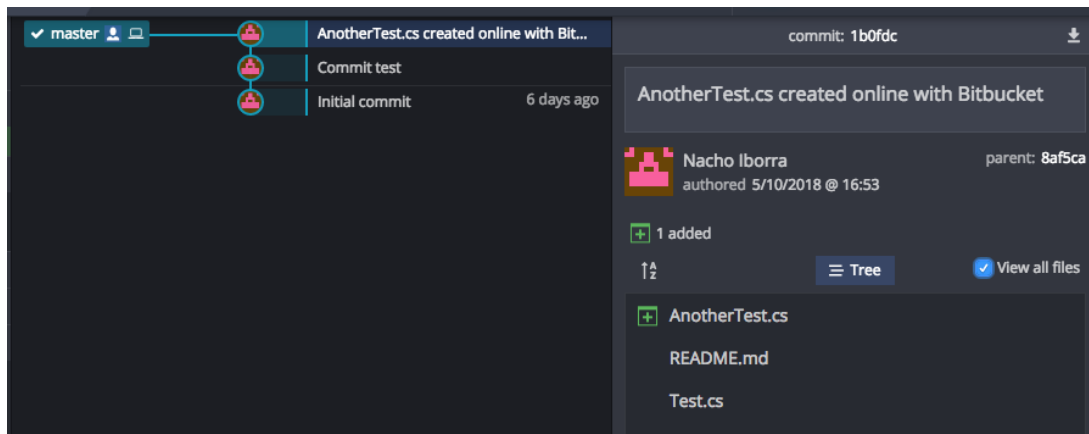 master
AnotherTest.cs created online with Bit...
Commit test
Initial commit 6 days ago
commit: 1b0fdc
AnotherTest.cs created online with Bitbucket
Nacho Iborra
parent: 8af5ca
authored 5/10/2018 @ 16:53
1 added
A
Z
Tree
View all files
AnotherTest.cs
README.md
Test.cs